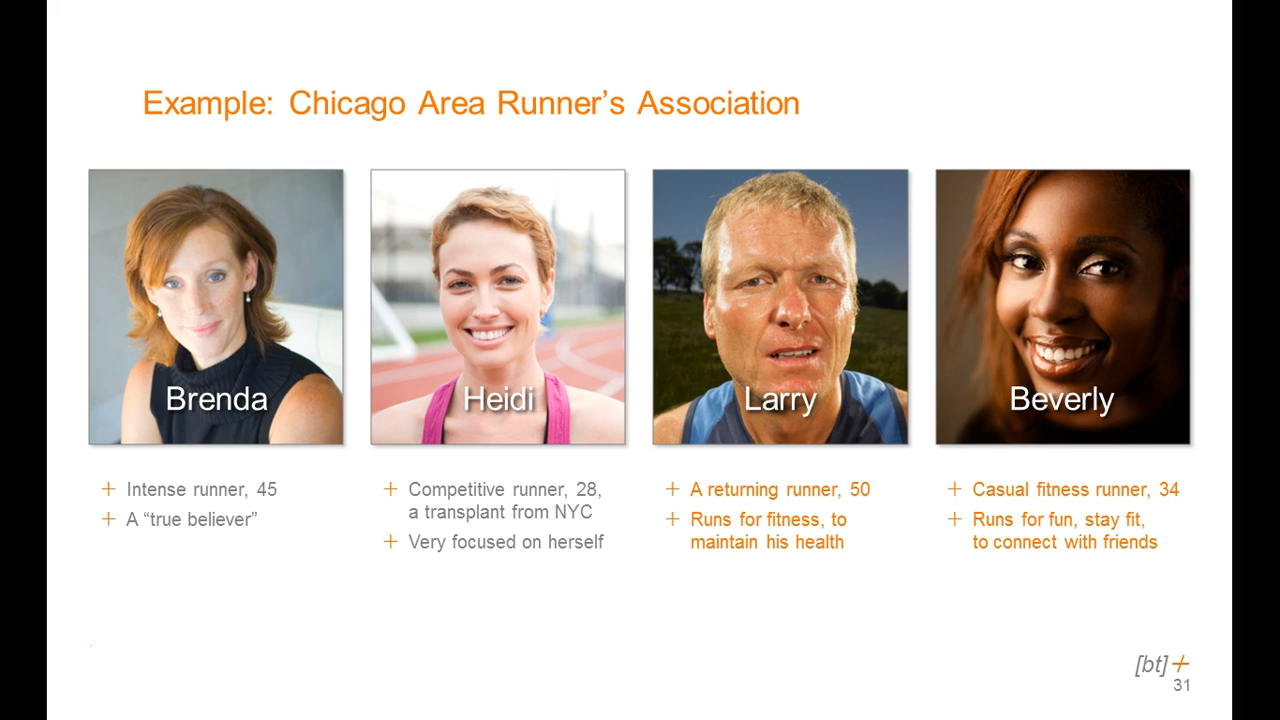 Example: Chicago Area Runner’s Association
Brenda
Heidi
Larry
Beverly
+ Intense runner, 45
+ A “true believer”
+ Competitive runner, 28,
a transplant from NYC
+ Very focused on herself
+ A returning runner, 50
+ Runs for fitness, to
maintain his health
+ Casual fitness runner, 34
+ Runs for fun, stay fit,
to connect with friends
[bt]+
31